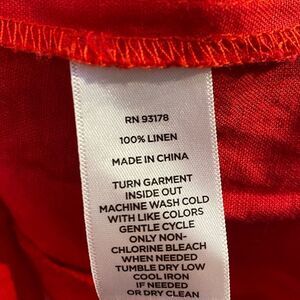 RN 93178
100% LINEN
MADE IN CHINA
TURN GARMENT
INSIDE OUT
MACHINE WASH COLD
WITH LIKE COLORS
GENTLE CYCLE
ONLY NON-
CHLORINE BLEACH
WHEN NEEDED
TUMBLE DRY LOW
COOL IRON
IF NEEDED
OR DRY CLEAN